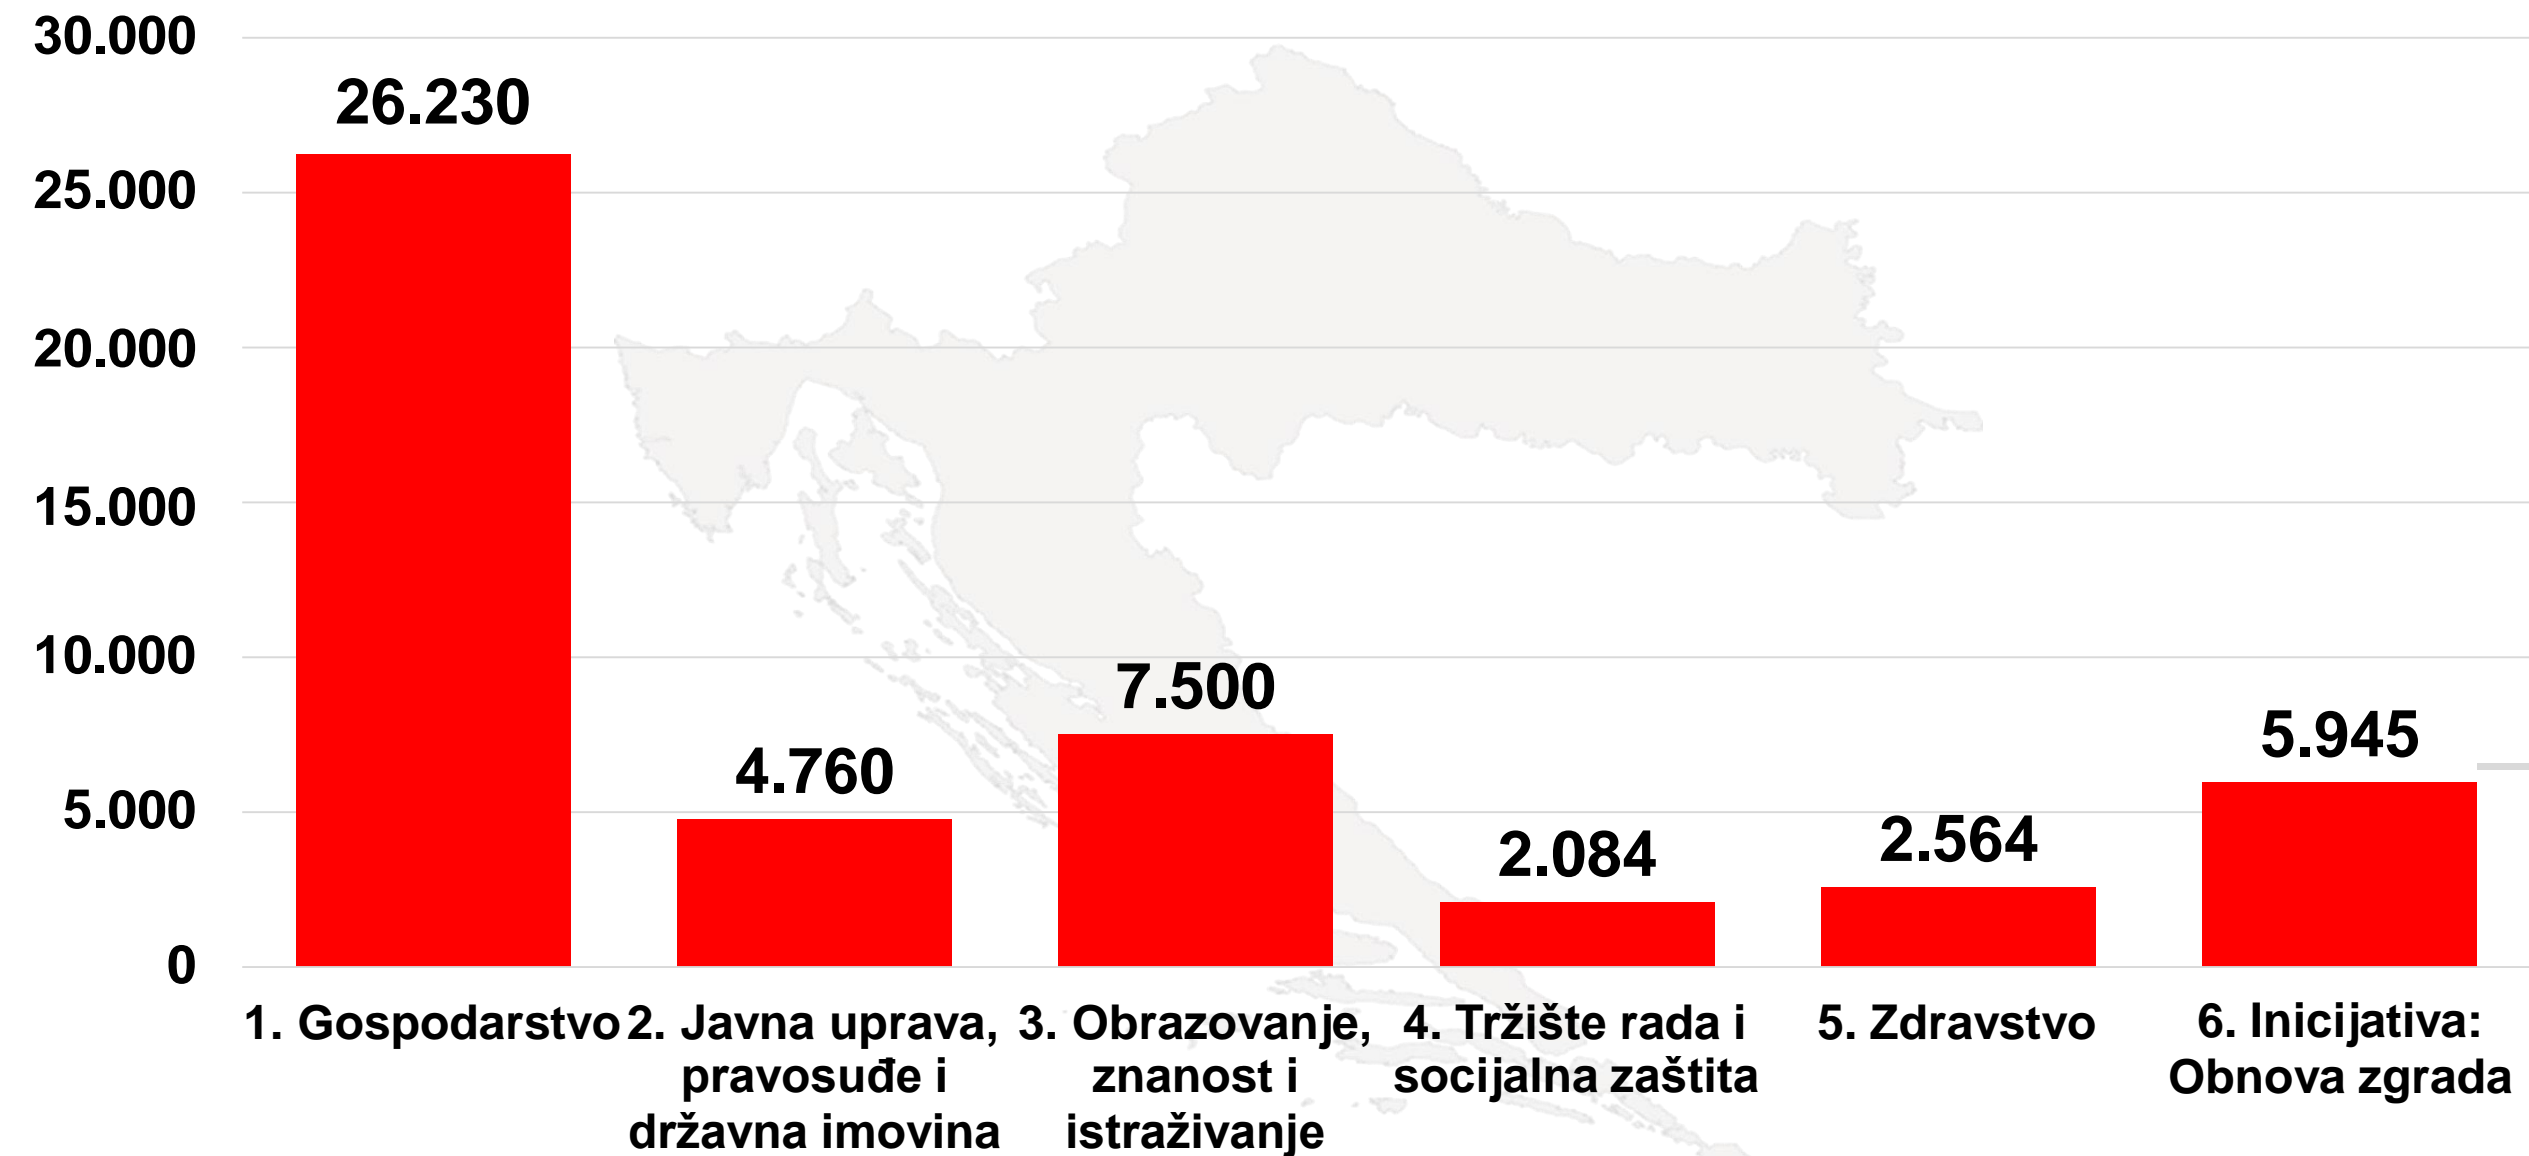 30.000
25.000
20.000
15.000
10.000
5.000
0
26.230
4.760
7.500
2.084
2.564
5.945
1. Gospodarstvo
2. Javna uprava,
pravosuđe i
državna imovina
3. Obrazovanje,
znanost i
istraživanje
4. Tržište rada i
socijalna zaštita
5. Zdravstvo
6. Inicijativa:
Obnova zgrada